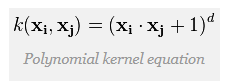 k(xᵢ, xⱼ) = (xᵢ · xⱼ + 1)ᵈ
Polynomial kernel equation